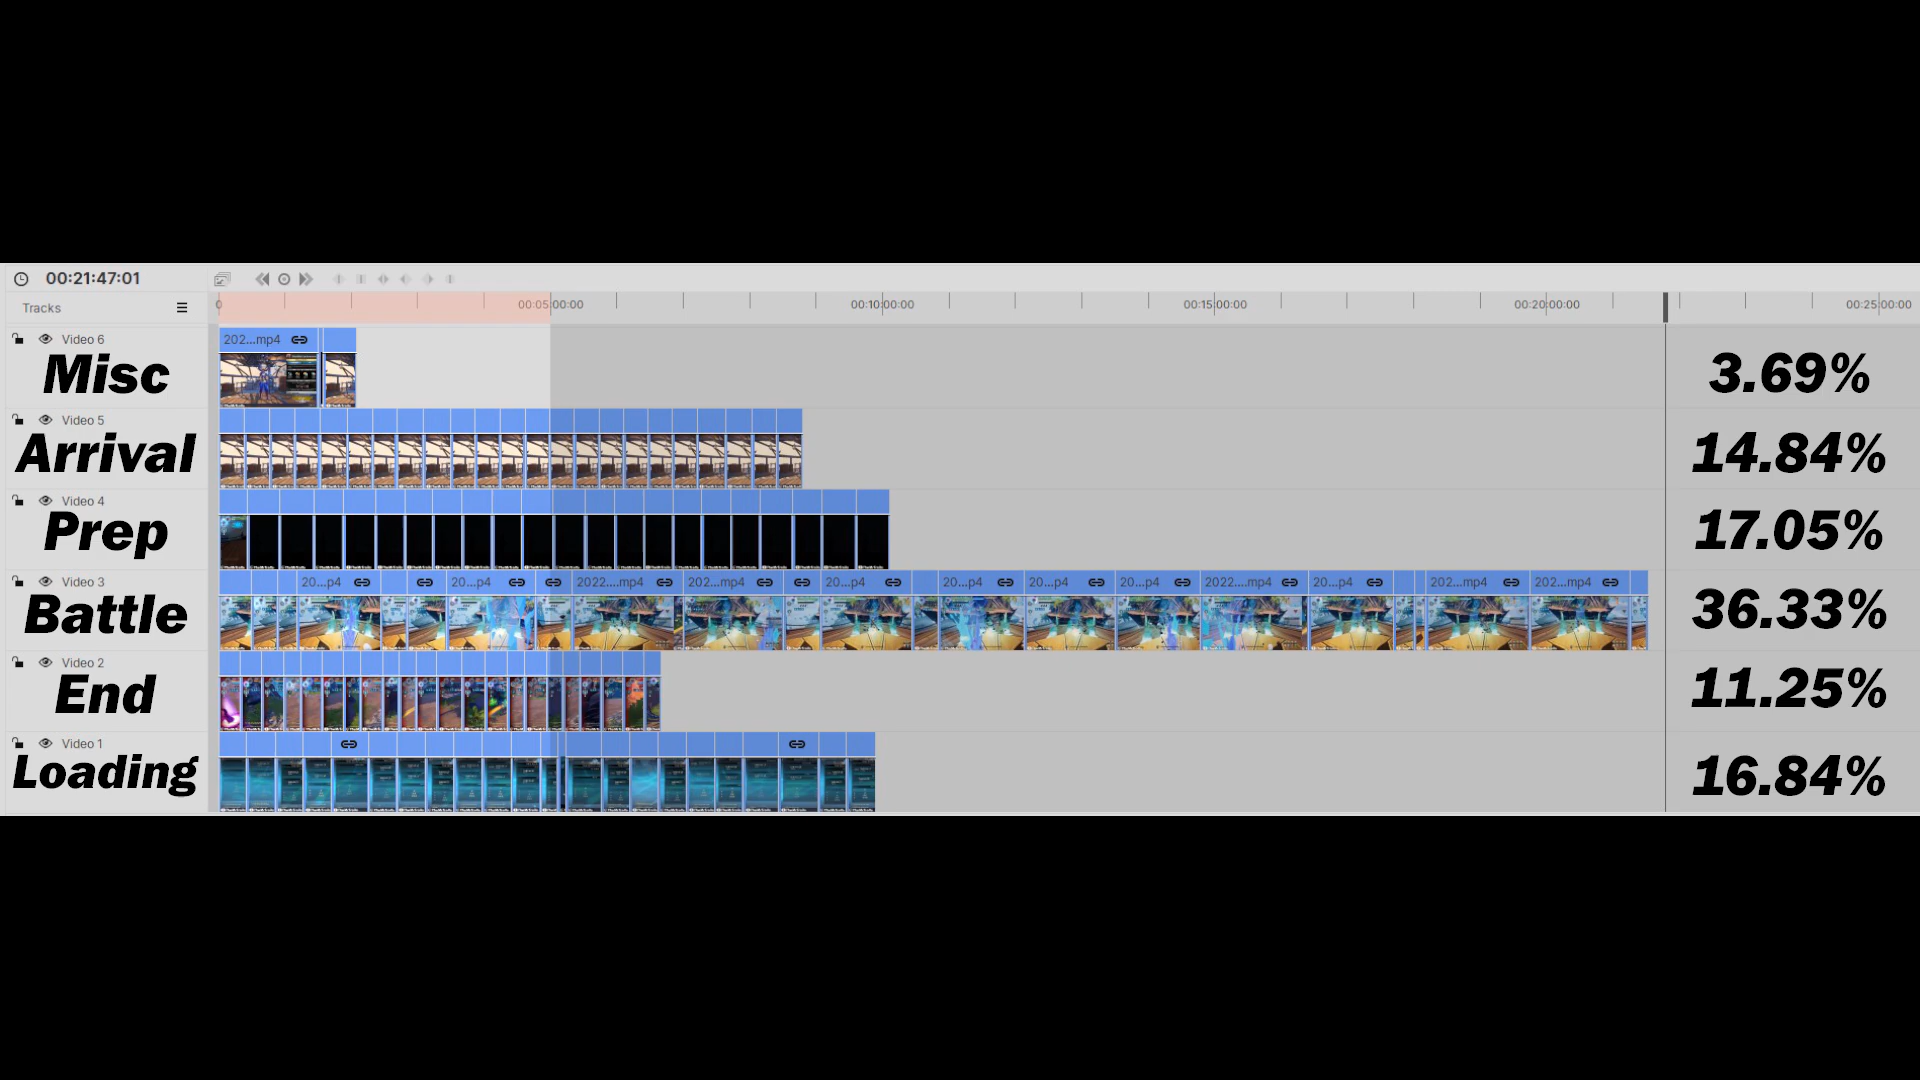 00:21:47:01
Tracks
0 00:05:00:00 00:10:00:00 00:15:00:00 00:20:00:00 00:25:00:00
Video 6
202...mp4
Misc 3.69%
Video 5
Arrival 14.84%
Video 4
Prep 17.05%
Video 3
20...p4 20...p4 2022....mp4 202...mp4 20...p4 20...p4 20...p4 20...p4 2022....mp4 20...p4 202...mp4 202...mp4
Battle 36.33%
Video 2
End 11.25%
Video 1
Loading 16.84%